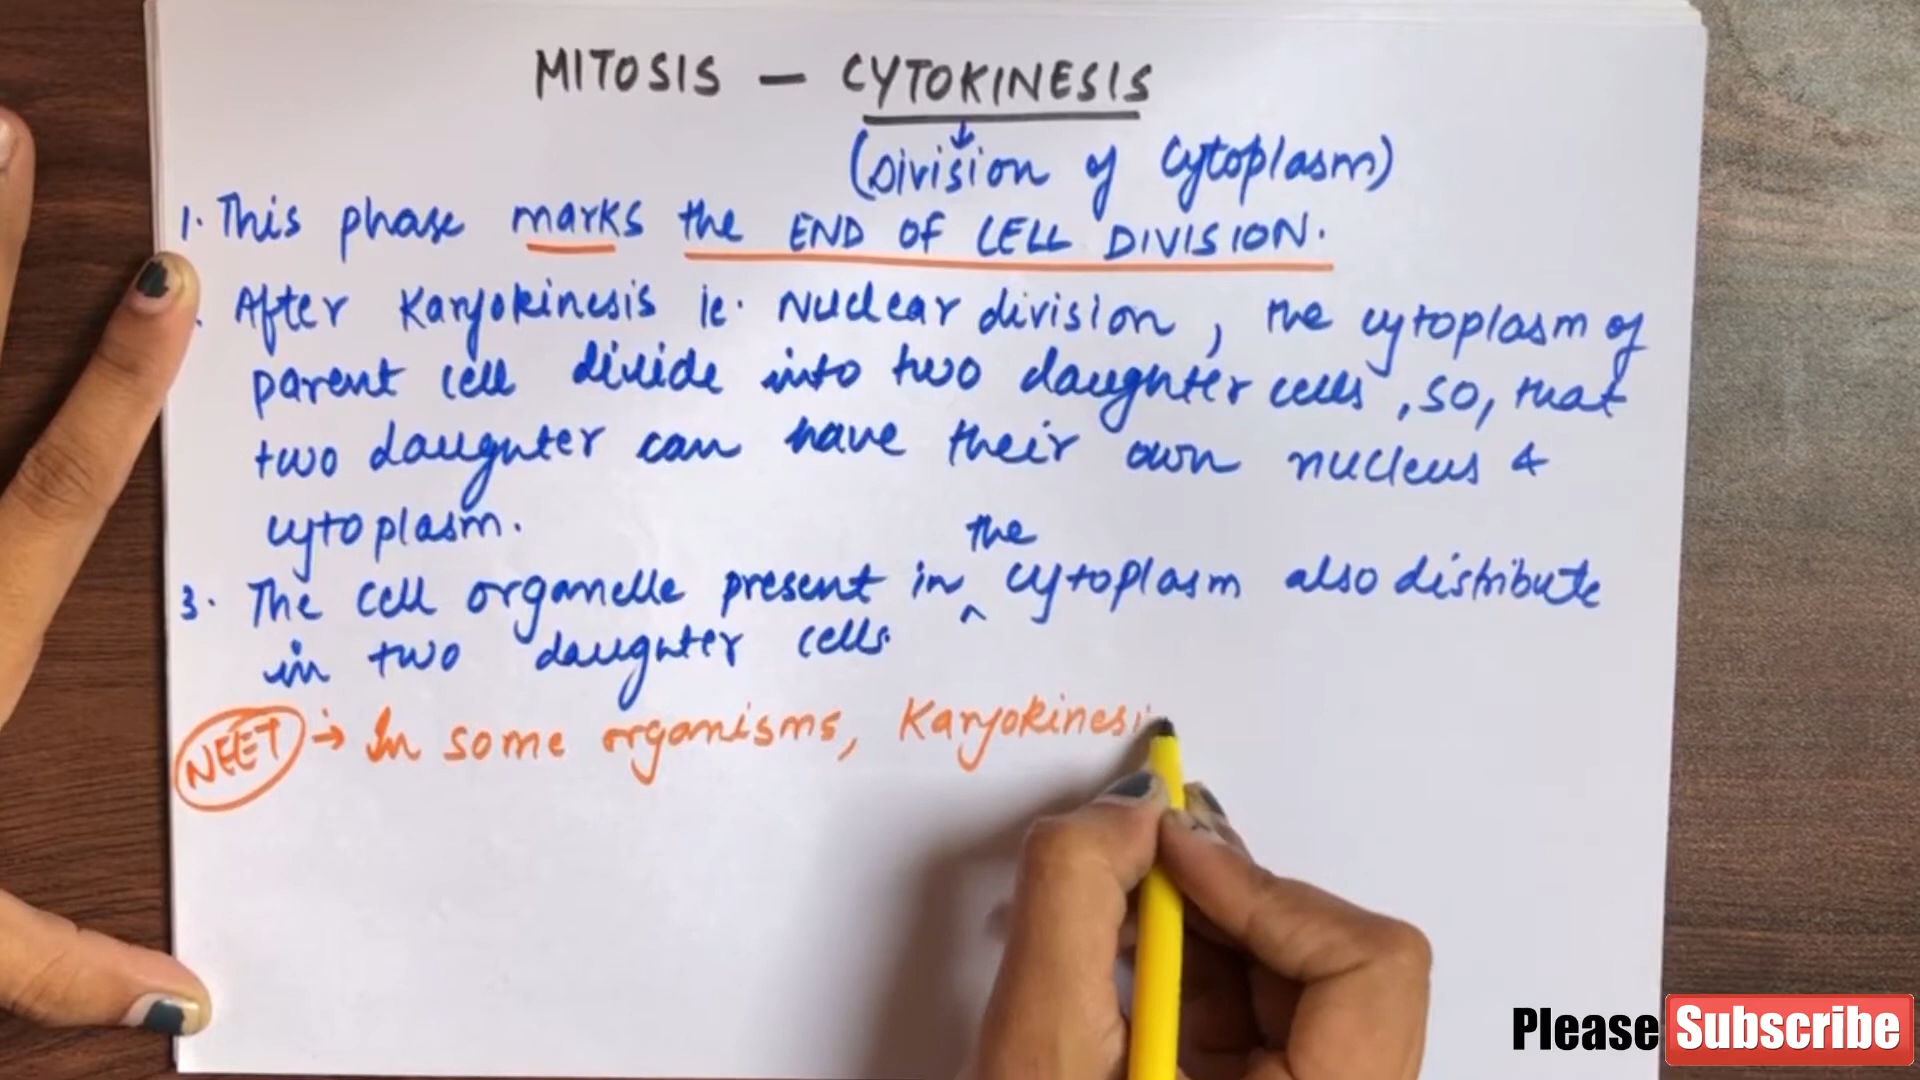 MITOSIS — CYTOKINESIS
(Division of Cytoplasm)
1. This phase marks the END OF CELL DIVISION.
. After Karyokinesis ie. Nuclear division, the cytoplasm of
parent cell divide into two daughter cells, so, that
two daughter can have their own nucleus &
cytoplasm.
the
3. The cell organelle present in ^ cytoplasm also distribute
in two daughter cells.
NEET → In some organisms, Karyokinesi
Please Subscribe